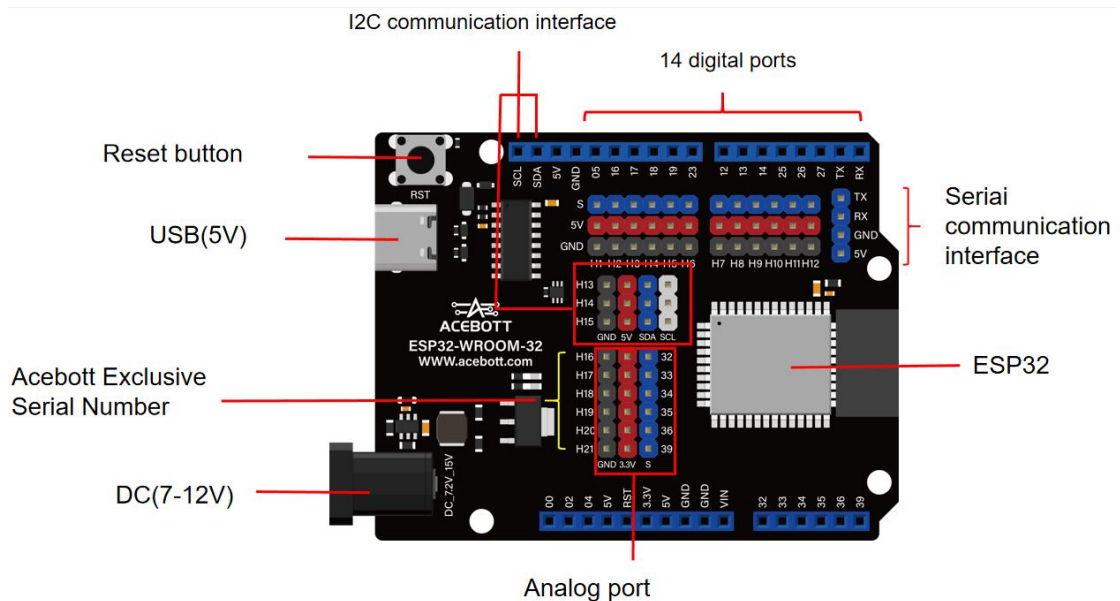 I2C communication interface
14 digital ports
Reset button
RST
SCL SDA 5V GND 05 16 17 18 19 23 12 13 14 25 26 27 TX RX
USB(5V)
S
5V
GND
H1 H2 H3 H4 H5 H6 H7 H8 H9 H10 H11 H12
TX
RX
GND
5V
Seriai
communication
interface
H13
H14
H15
GND 5V SDA SCL
ACEBOTT
ESP32-WROOM-32
WWW.acebott.com
ESP32
Acebott Exclusive
Serial Number
H16 32
H17 33
H18 34
H19 35
H20 36
H21 39
GND 3.3V S
DC(7-12V)
DC_7.2V_15V
00 02 04 5V RST 3.3V 5V GND GND VIN 32 33 34 35 36 39
Analog port